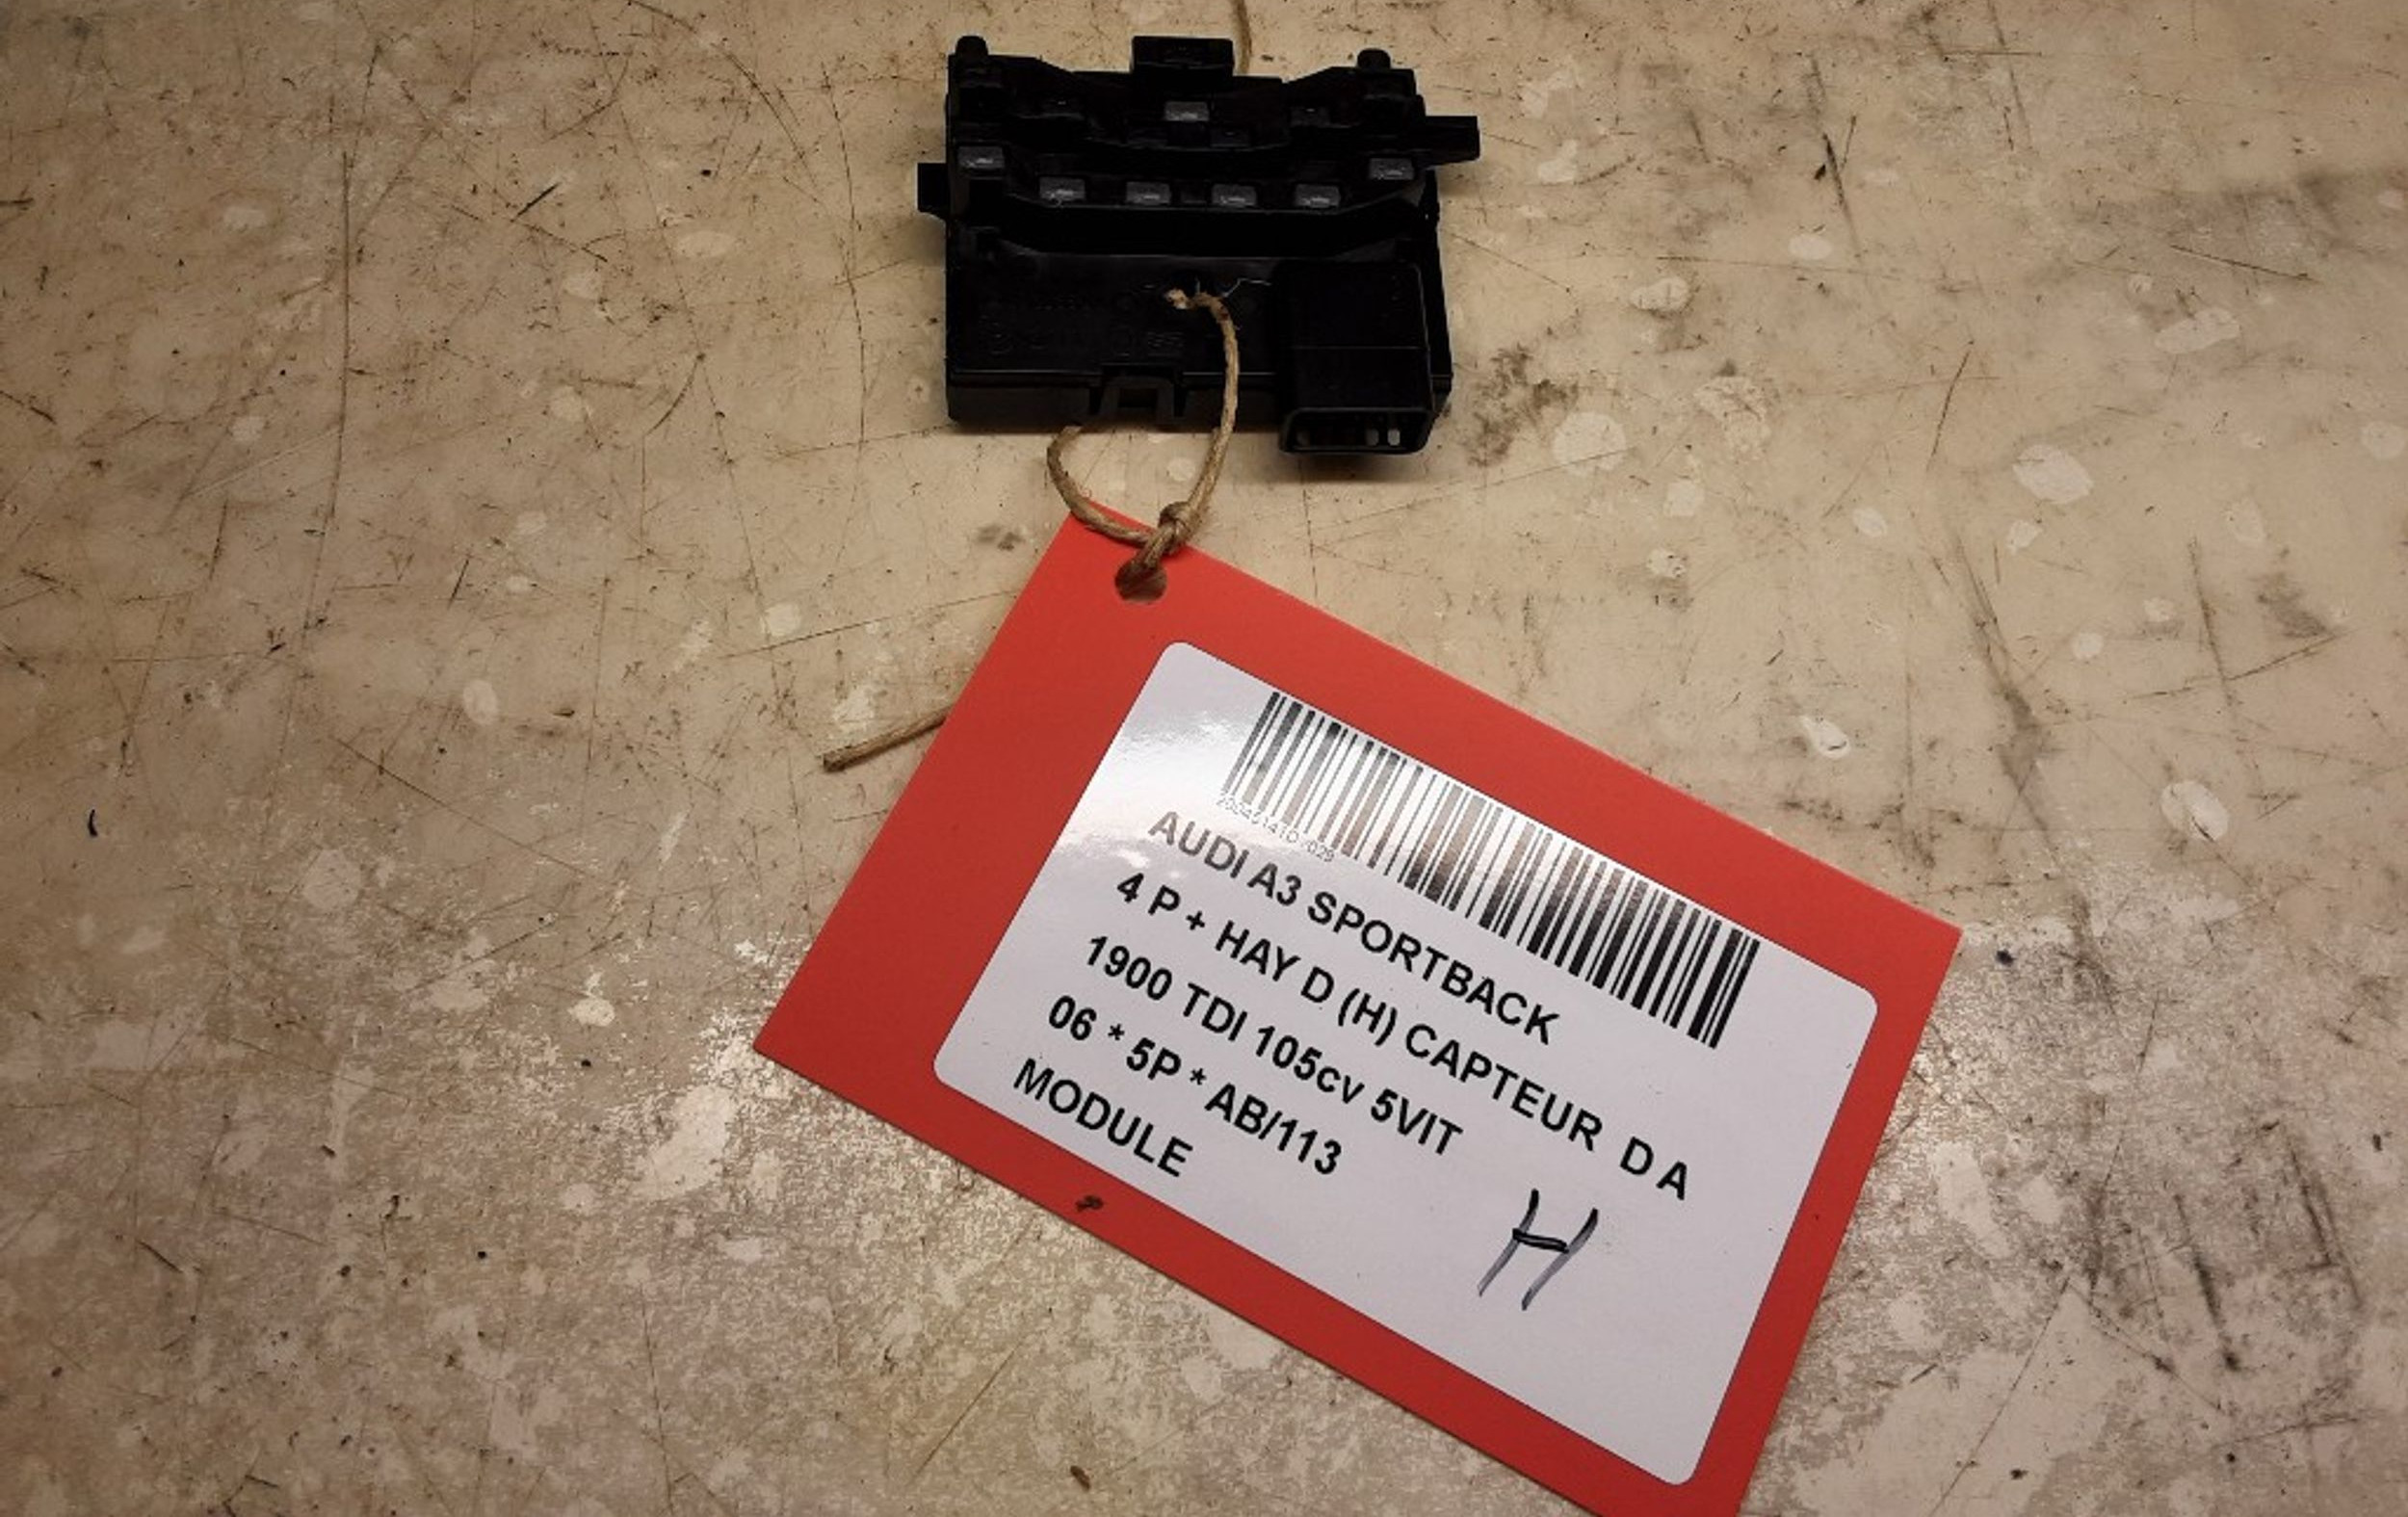 AUDI A3 SPORTBACK
4 P + HAY D (H) CAPTEUR D A
1900 TDI 105cv 5VIT
06 * 5P * AB/113
MODULE
H